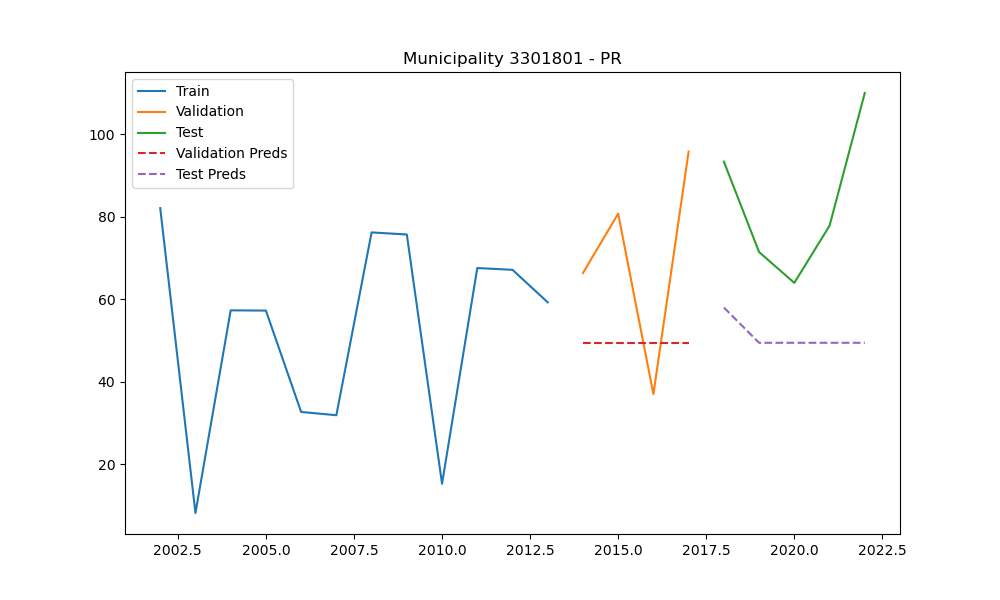 Municipality 3301801 - PR
Train
Validation
Test
Validation Preds
Test Preds
100
80
60
40
20
2002.5 2005.0 2007.5 2010.0 2012.5 2015.0 2017.5 2020.0 2022.5